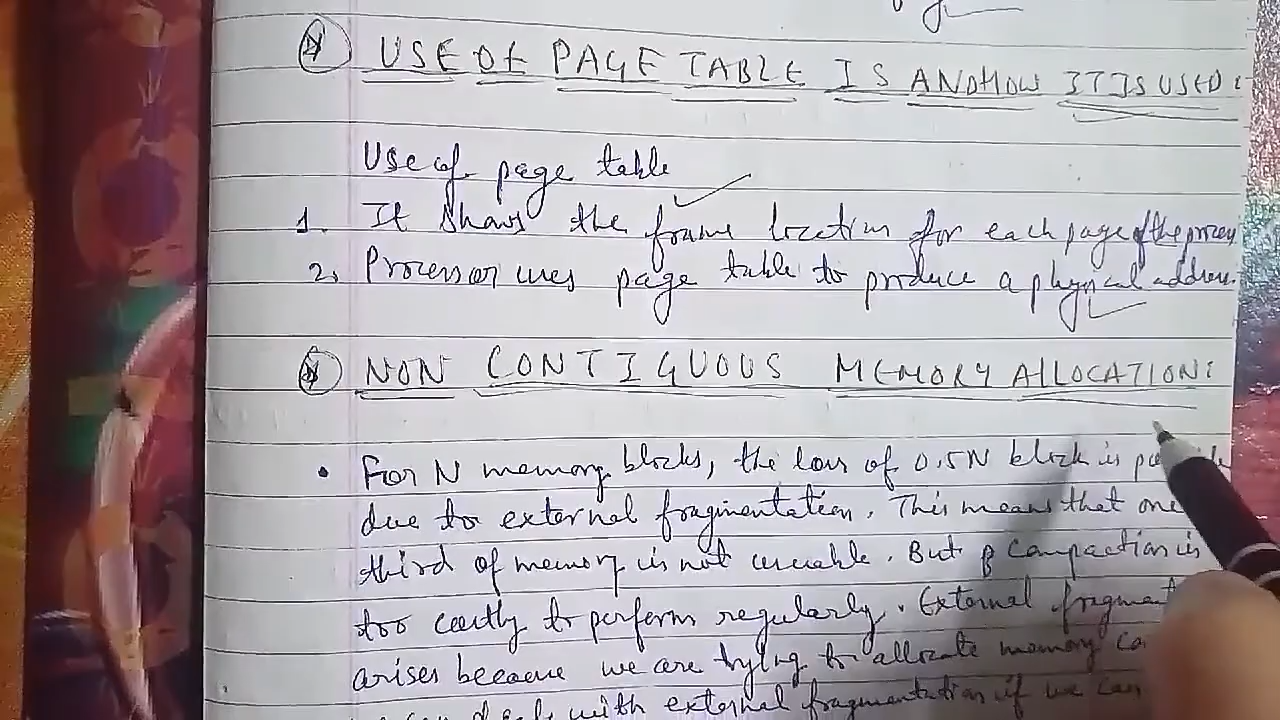 USE OF PAGE TABLE IS AND HOW IT IS USED:
Use of page table
1. It shows the frame location for each page of the process
2. Processor uses page table to produce a physical address.
NON CONTIGUOUS MEMORY ALLOCATION:
• For N memory blocks, the loss of 0.5N block is
due to external fragmentation. This means that one
third of memory is not useable. But compaction is
too costly to perform regularly. External fragment
arises because we are trying to allocate memory
with external fragmentation if we can